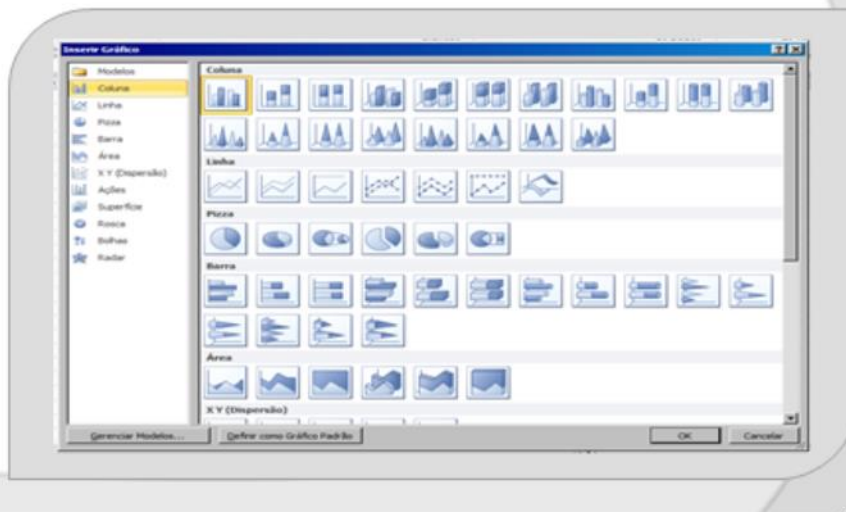 Inserir Gráfico
Modelos
Coluna
Linha
Pizza
Barra
Área
X Y (Dispersão)
Ações
Superfície
Rosca
Bolhas
Radar
Coluna
Linha
Pizza
Barra
Área
X Y (Dispersão)
Gerenciar Modelos...
Definir como Gráfico Padrão
OK
Cancelar